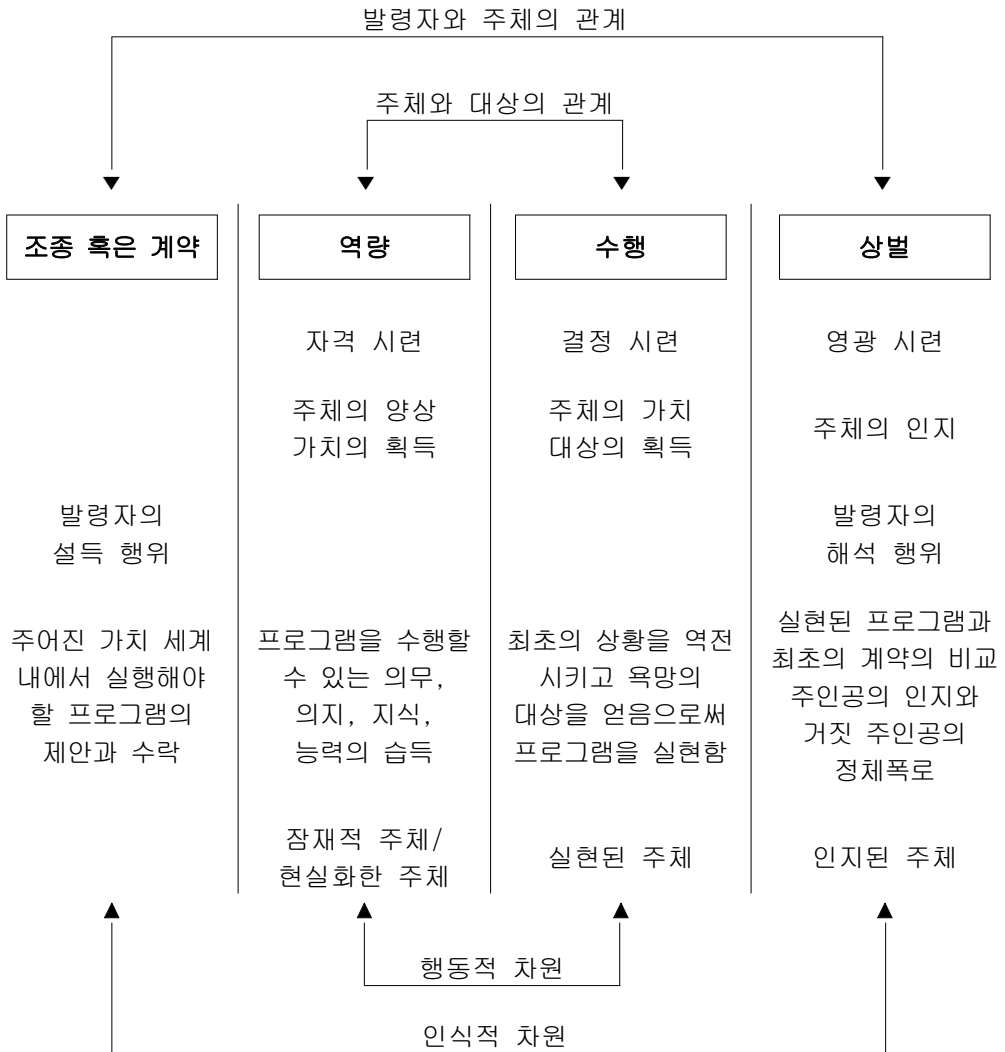 발령자와 주체의 관계
주체와 대상의 관계
조종 혹은 계약
역량
수행
상벌
자격 시련
결정 시련
영광 시련
주체의 양상
가치의 획득
주체의 가치
대상의 획득
주체의 인지
발령자의
설득 행위
발령자의
해석 행위
주어진 가치 세계
내에서 실행해야
할 프로그램의
제안과 수락
프로그램을 수행할
수 있는 의무,
의지, 지식,
능력의 습득
최초의 상황을 역전
시키고 욕망의
대상을 얻음으로써
프로그램을 실현함
실현된 프로그램과
최초의 계약의 비교
주인공의 인지와
거짓 주인공의
정체폭로
잠재적 주체/
현실화한 주체
실현된 주체
인지된 주체
행동적 차원
인식적 차원